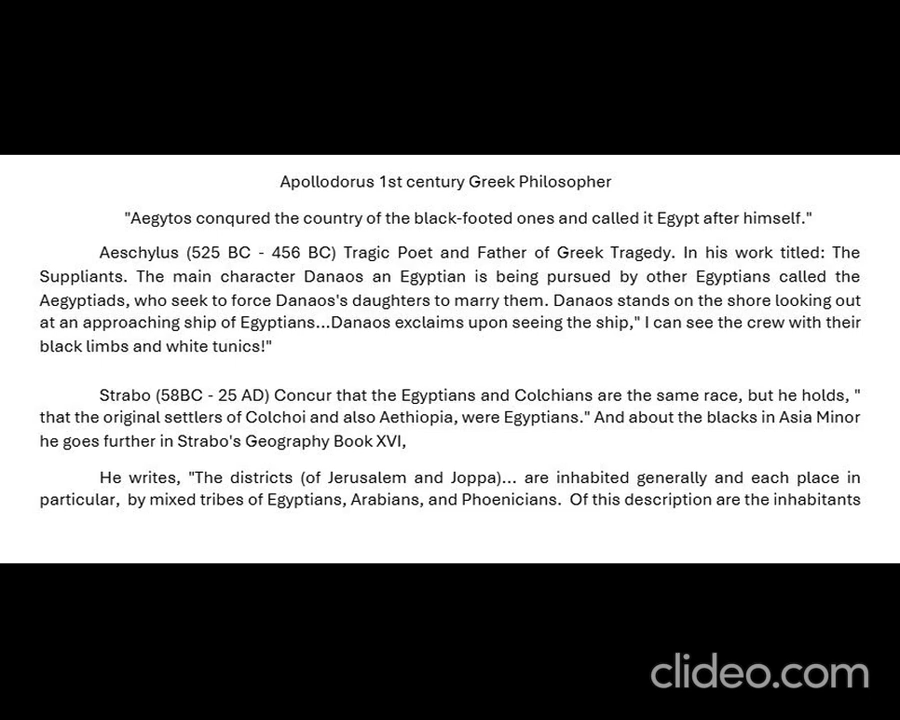 Apollodorus 1st century Greek Philosopher
"Aegytos conqured the country of the black-footed ones and called it Egypt after himself."
Aeschylus (525 BC - 456 BC) Tragic Poet and Father of Greek Tragedy. In his work titled: The
Suppliants. The main character Danaos an Egyptian is being pursued by other Egyptians called the
Aegyptiads, who seek to force Danaos's daughters to marry them. Danaos stands on the shore looking out
at an approaching ship of Egyptians...Danaos exclaims upon seeing the ship," I can see the crew with their
black limbs and white tunics!"
Strabo (58BC - 25 AD) Concur that the Egyptians and Colchians are the same race, but he holds, "
that the original settlers of Colchoi and also Aethiopia, were Egyptians." And about the blacks in Asia Minor
he goes further in Strabo's Geography Book XVI,
He writes, "The districts (of Jerusalem and Joppa)... are inhabited generally and each place in
particular, by mixed tribes of Egyptians, Arabians, and Phoenicians. Of this description are the inhabitants
clideo.com